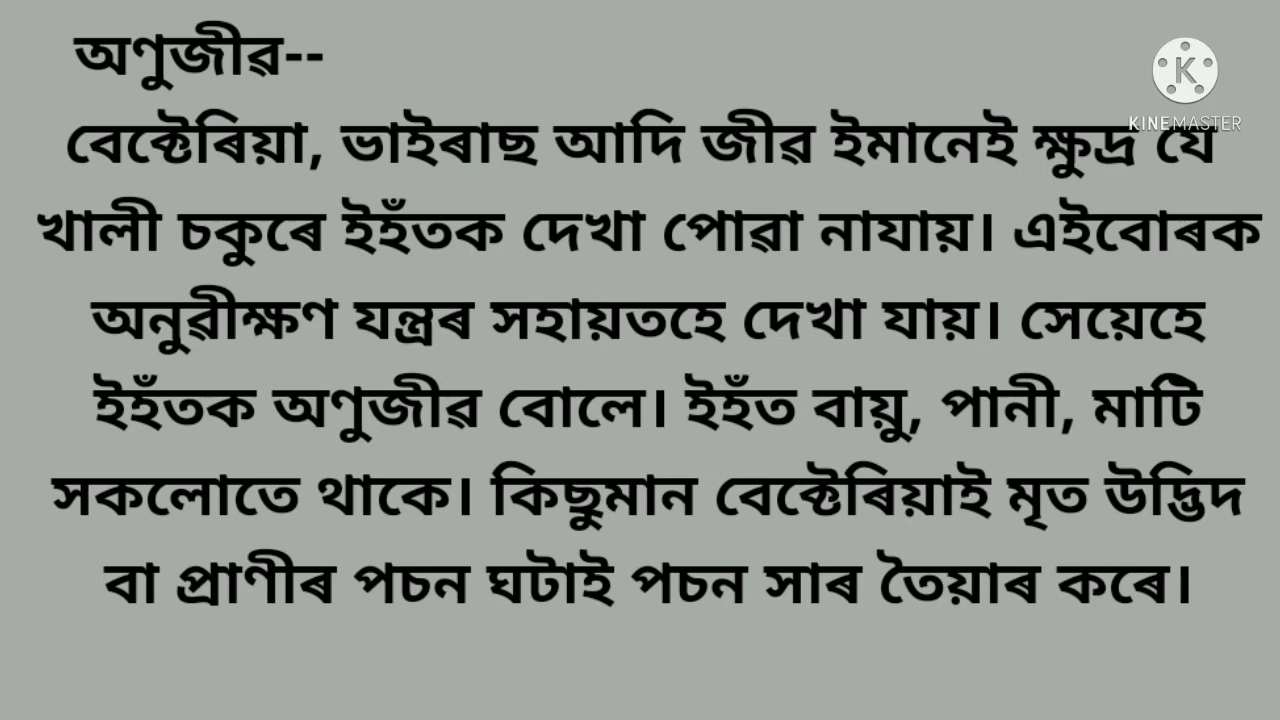 অণুজীৱ--
KINEMASTER
বেক্টেৰিয়া, ভাইৰাছ আদি জীৱ ইমানেই ক্ষুদ্ৰ যে
খালী চকুৰে ইহঁতক দেখা পোৱা নাযায়। এইবোৰক
অনুৱীক্ষণ যন্ত্ৰৰ সহায়তহে দেখা যায়। সেয়েহে
ইহঁতক অণুজীৱ বোলে। ইহঁত বায়ু, পানী, মাটি
সকলোতে থাকে। কিছুমান বেক্টেৰিয়াই মৃত উদ্ভিদ
বা প্ৰাণীৰ পচন ঘটাই পচন সাৰ তৈয়াৰ কৰে।